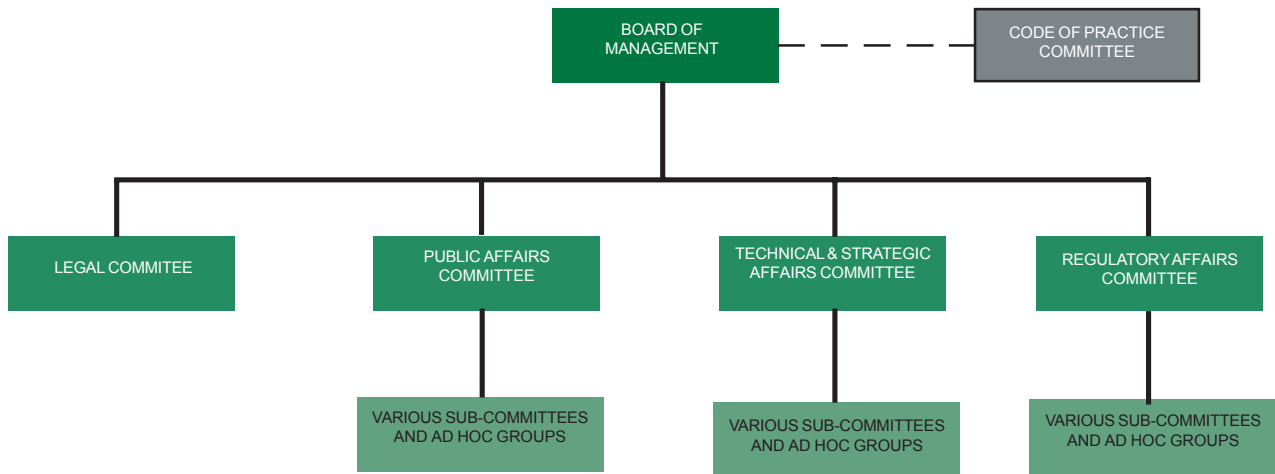 BOARD OF
MANAGEMENT
CODE OF PRACTICE
COMMITTEE
LEGAL COMMITEE
PUBLIC AFFAIRS
COMMITTEE
TECHNICAL & STRATEGIC
AFFAIRS COMMITTEE
REGULATORY AFFAIRS
COMMITTEE
VARIOUS SUB-COMMITTEES
AND AD HOC GROUPS
VARIOUS SUB-COMMITTEES
AND AD HOC GROUPS
VARIOUS SUB-COMMITTEES
AND AD HOC GROUPS